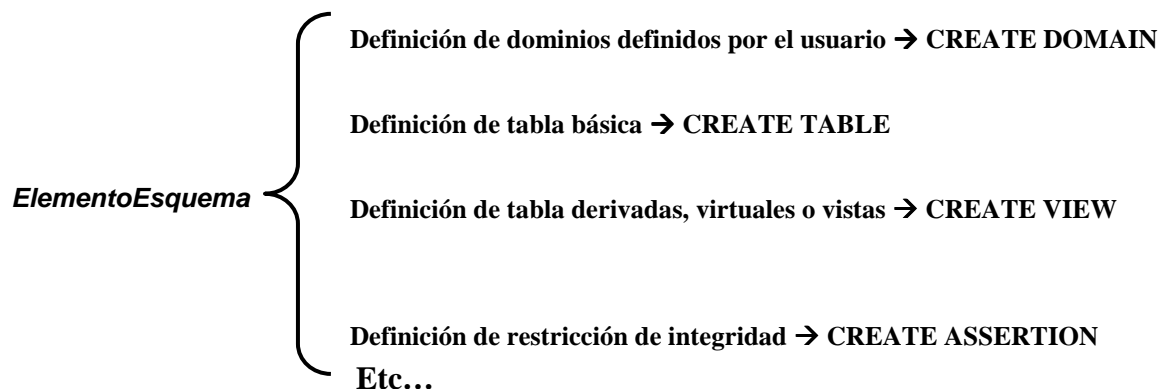 Definición de dominios definidos por el usuario → CREATE DOMAIN
Definición de tabla básica → CREATE TABLE
ElementoEsquema
Definición de tabla derivadas, virtuales o vistas → CREATE VIEW
Definición de restricción de integridad → CREATE ASSERTION
Etc…